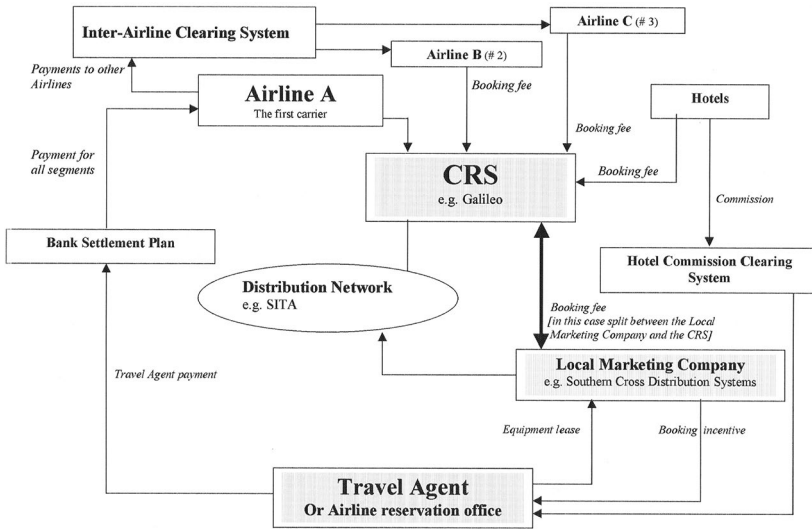 Airline C (# 3)
Inter-Airline Clearing System
Airline B (# 2)
Payments to other
Airlines
Booking fee
Airline A
The first carrier
Hotels
Booking fee
Payment for
all segments
CRS
e.g. Galileo
Booking fee
Commission
Bank Settlement Plan
Hotel Commission Clearing
System
Distribution Network
e.g. SITA
Booking fee
[in this case split between the Local
Marketing Company and the CRS]
Local Marketing Company
e.g. Southern Cross Distribution Systems
Travel Agent payment
Equipment lease
Booking incentive
Travel Agent
Or Airline reservation office